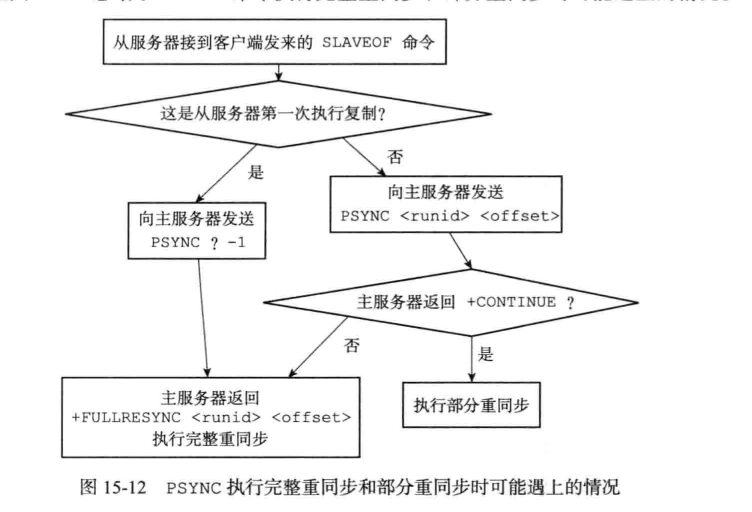 从服务器接到客户端发来的 SLAVEOF 命令
这是从服务器第一次执行复制?
是
否
向主服务器发送
PSYNC ? -1
向主服务器发送
PSYNC <runid> <offset>
主服务器返回 +CONTINUE ?
否
是
主服务器返回
+FULLRESYNC <runid> <offset>
执行完整重同步
执行部分重同步
图 15-12 PSYNC 执行完整重同步和部分重同步时可能遇上的情况